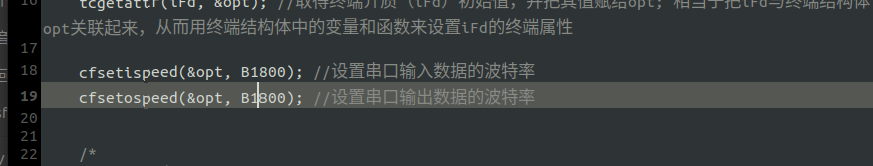 tcgetattr(iFd, &opt); //取得终端介质（iFd）初始值，并把其值赋给opt; 相当于把iFd与终端结构体
opt关联起来，从而用终端结构体中的变量和函数来设置iFd的终端属性
17
18 cfsetispeed(&opt, B1800); //设置串口输入数据的波特率
19 cfsetospeed(&opt, B1800); //设置串口输出数据的波特率
20
21
22 /*